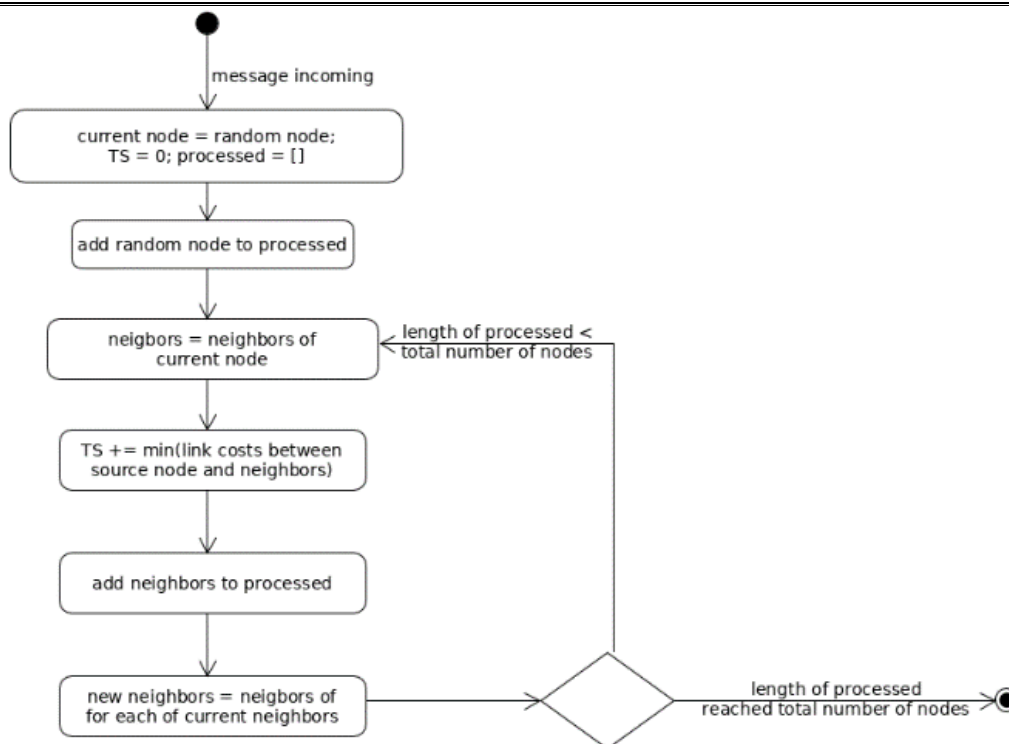 message incoming
current node = random node;
TS = 0; processed = []
add random node to processed
neigbors = neighbors of
current node
length of processed <
total number of nodes
TS += min(link costs between
source node and neighbors)
add neighbors to processed
new neighbors = neigbors of
for each of current neighbors
length of processed
reached total number of nodes